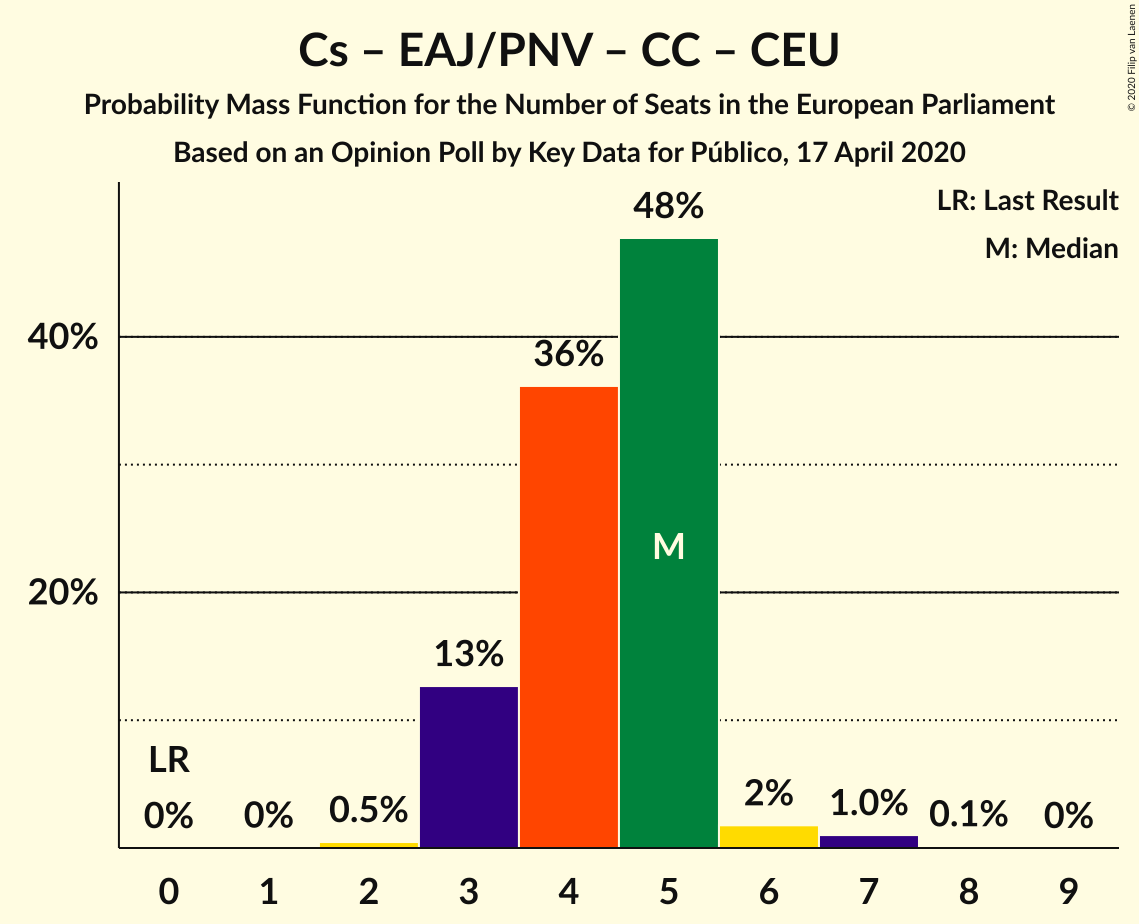 Cs – EAJ/PNV – CC – CEU
Probability Mass Function for the Number of Seats in the European Parliament
Based on an Opinion Poll by Key Data for Público, 17 April 2020
© 2020 Filip van Laenen
LR: Last Result
M: Median
48%
40%
36%
M
20%
13%
LR
0%
0%
0.5%
2%
1.0%
0.1%
0%
0 1 2 3 4 5 6 7 8 9